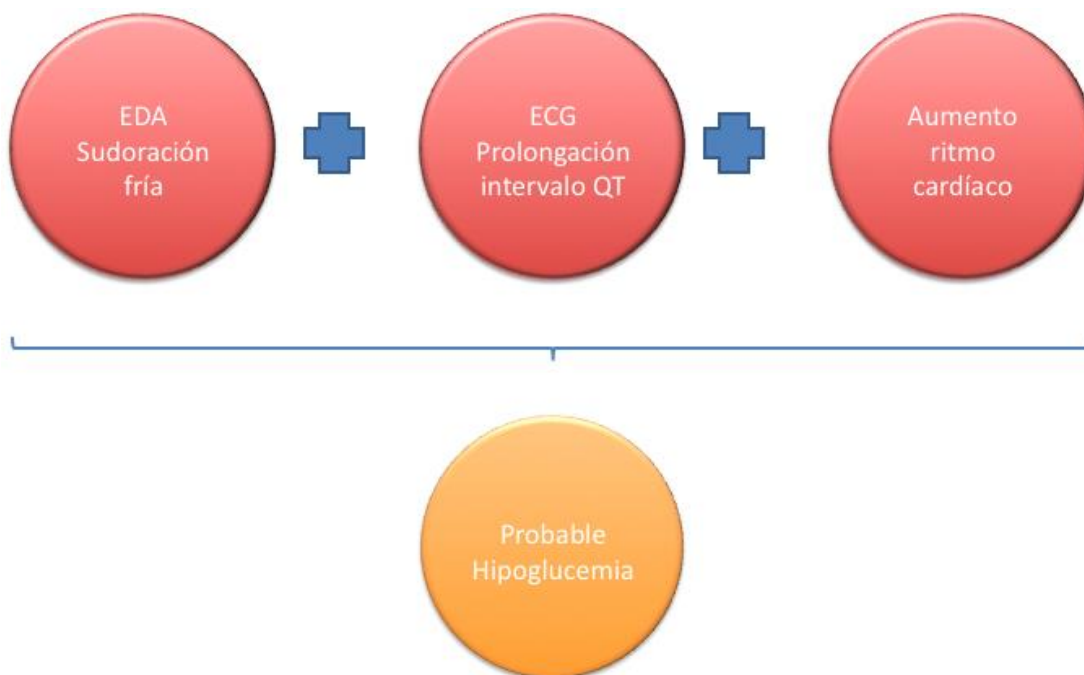 EDA
Sudoración
fría
ECG
Prolongación
intervalo QT
Aumento
ritmo
cardíaco
Probable
Hipoglucemia